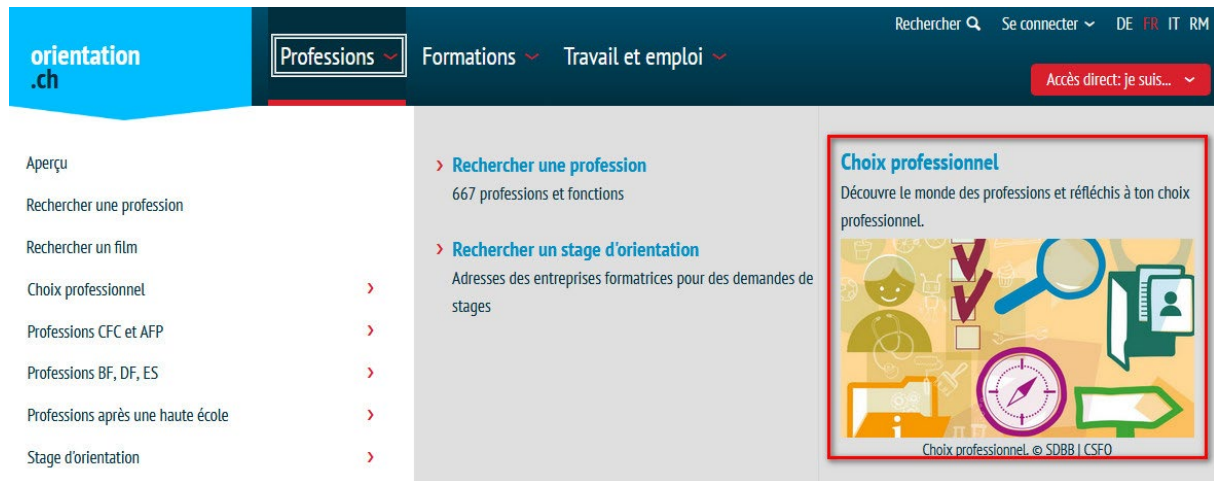 Rechercher Se connecter DE FR IT RM
orientation
.ch
Professions Formations Travail et emploi
Accès direct: je suis...
Aperçu
Rechercher une profession
Rechercher un film
Choix professionnel
Professions CFC et AFP
Professions BF, DF, ES
Professions après une haute école
Stage d'orientation
Rechercher une profession
667 professions et fonctions
Rechercher un stage d'orientation
Adresses des entreprises formatrices pour des demandes de
stages
Choix professionnel
Découvre le monde des professions et réfléchis à ton choix
professionnel.
i
Choix professionnel. © SDBB | CSFO